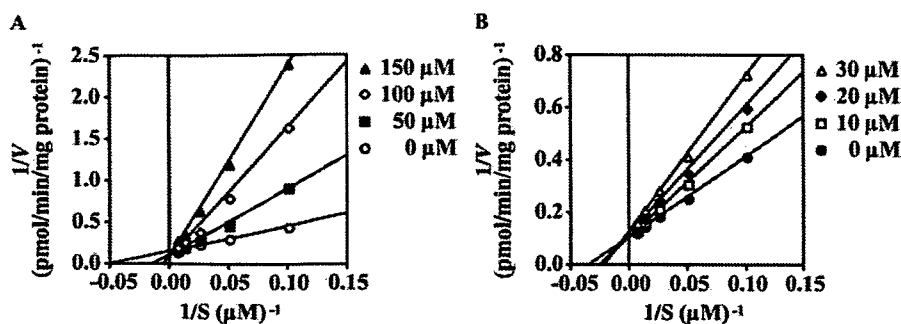 A
1/V
(pmol/min/mg protein) -1
2.5
2.0
1.5
1.0
0.5
0.0
-0.05 0.00 0.05 0.10 0.15
1/S (μM)-1
▲ 150 μM
◇ 100 μM
■ 50 μM
○ 0 μM
B
1/V
(pmol/min/mg protein) -1
0.8
0.6
0.4
0.2
0.0
-0.05 0.00 0.05 0.10 0.15
1/S (μM)-1
△ 30 μM
◆ 20 μM
□ 10 μM
● 0 μM